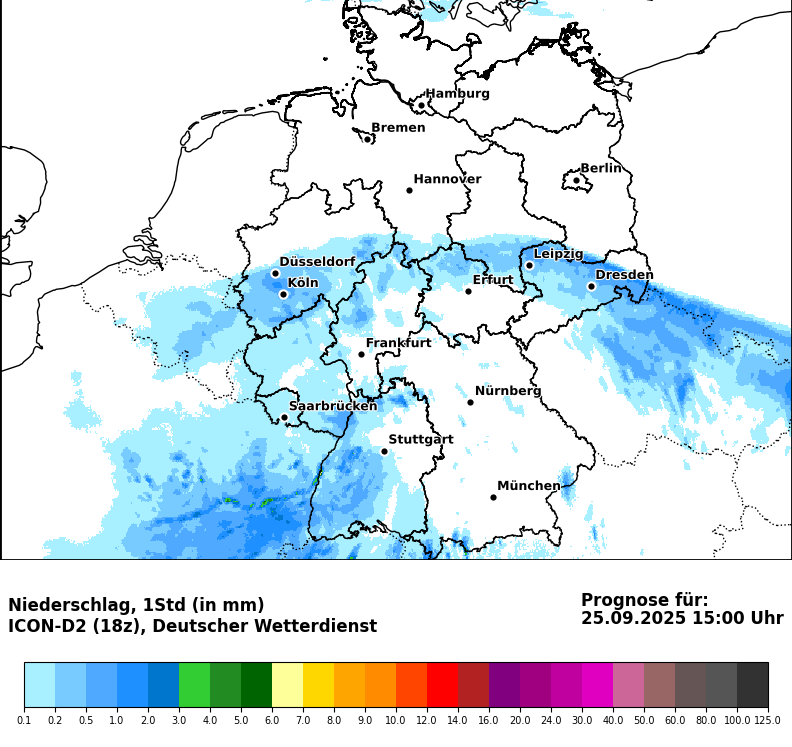 Hamburg
Bremen
Berlin
Hannover
Leipzig
Düsseldorf
Dresden
Köln
Erfurt
Frankfurt
Nürnberg
Saarbrücken
Stuttgart
München
Niederschlag, 1Std (in mm)
ICON-D2 (18z), Deutscher Wetterdienst
Prognose für:
25.09.2025 15:00 Uhr
0.1 0.2 0.5 1.0 2.0 3.0 4.0 5.0 6.0 7.0 8.0 9.0 10.0 12.0 14.0 16.0 20.0 24.0 30.0 40.0 50.0 60.0 80.0 100.0 125.0